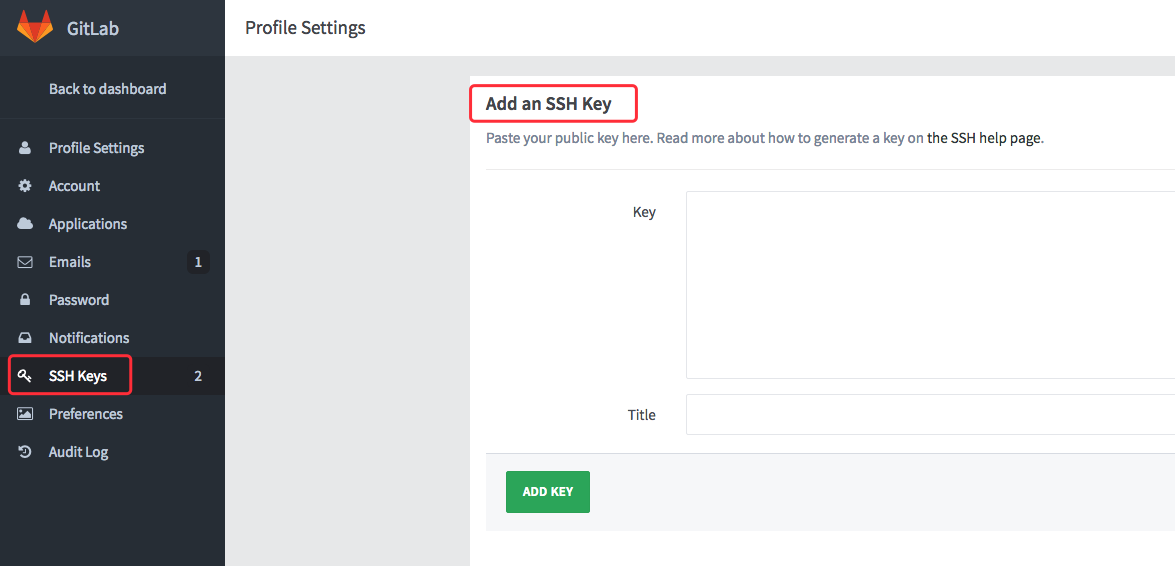 GitLab
Profile Settings
Back to dashboard
Profile Settings
Account
Applications
Emails 1
Password
Notifications
SSH Keys 2
Preferences
Audit Log
Add an SSH Key
Paste your public key here. Read more about how to generate a key on the SSH help page.
Key
Title
ADD KEY